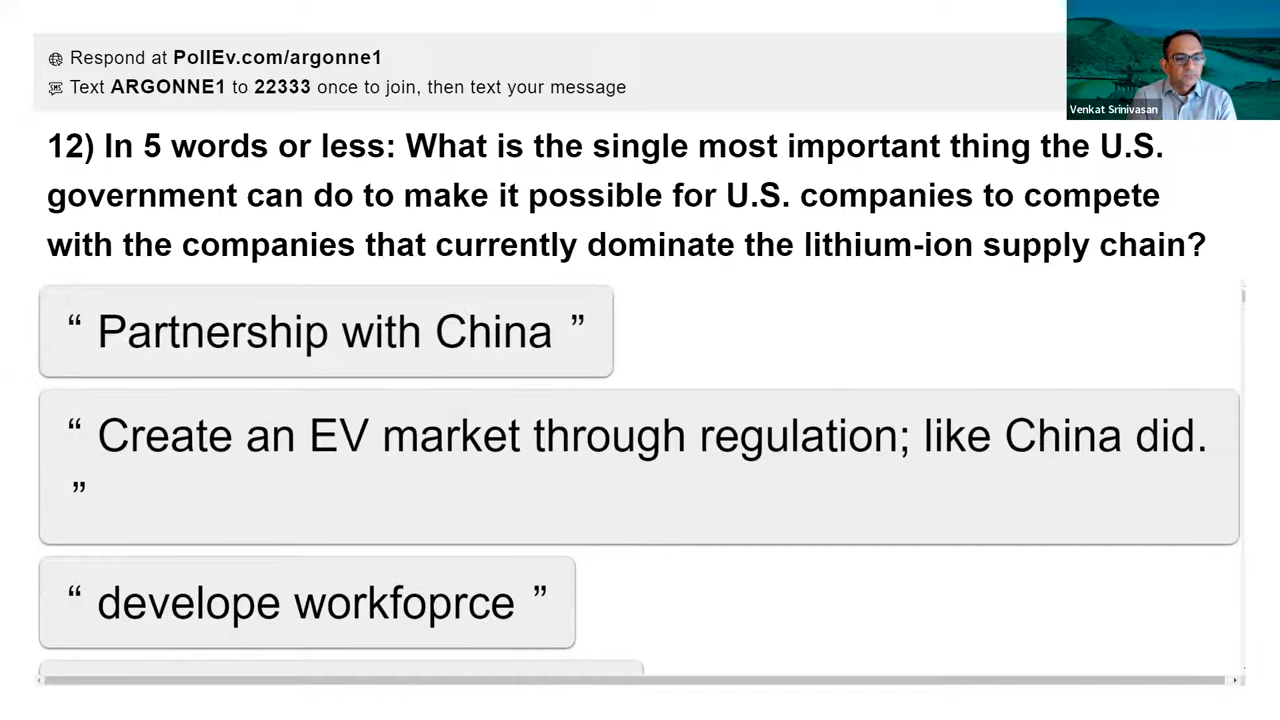 Respond at PollEv.com/argonne1
Text ARGONNE1 to 22333 once to join, then text your message
Venkat Srinivasan
12) In 5 words or less: What is the single most important thing the U.S.
government can do to make it possible for U.S. companies to compete
with the companies that currently dominate the lithium-ion supply chain?
“ Partnership with China ”
“ Create an EV market through regulation; like China did.
”
“ develope workfoprce ”